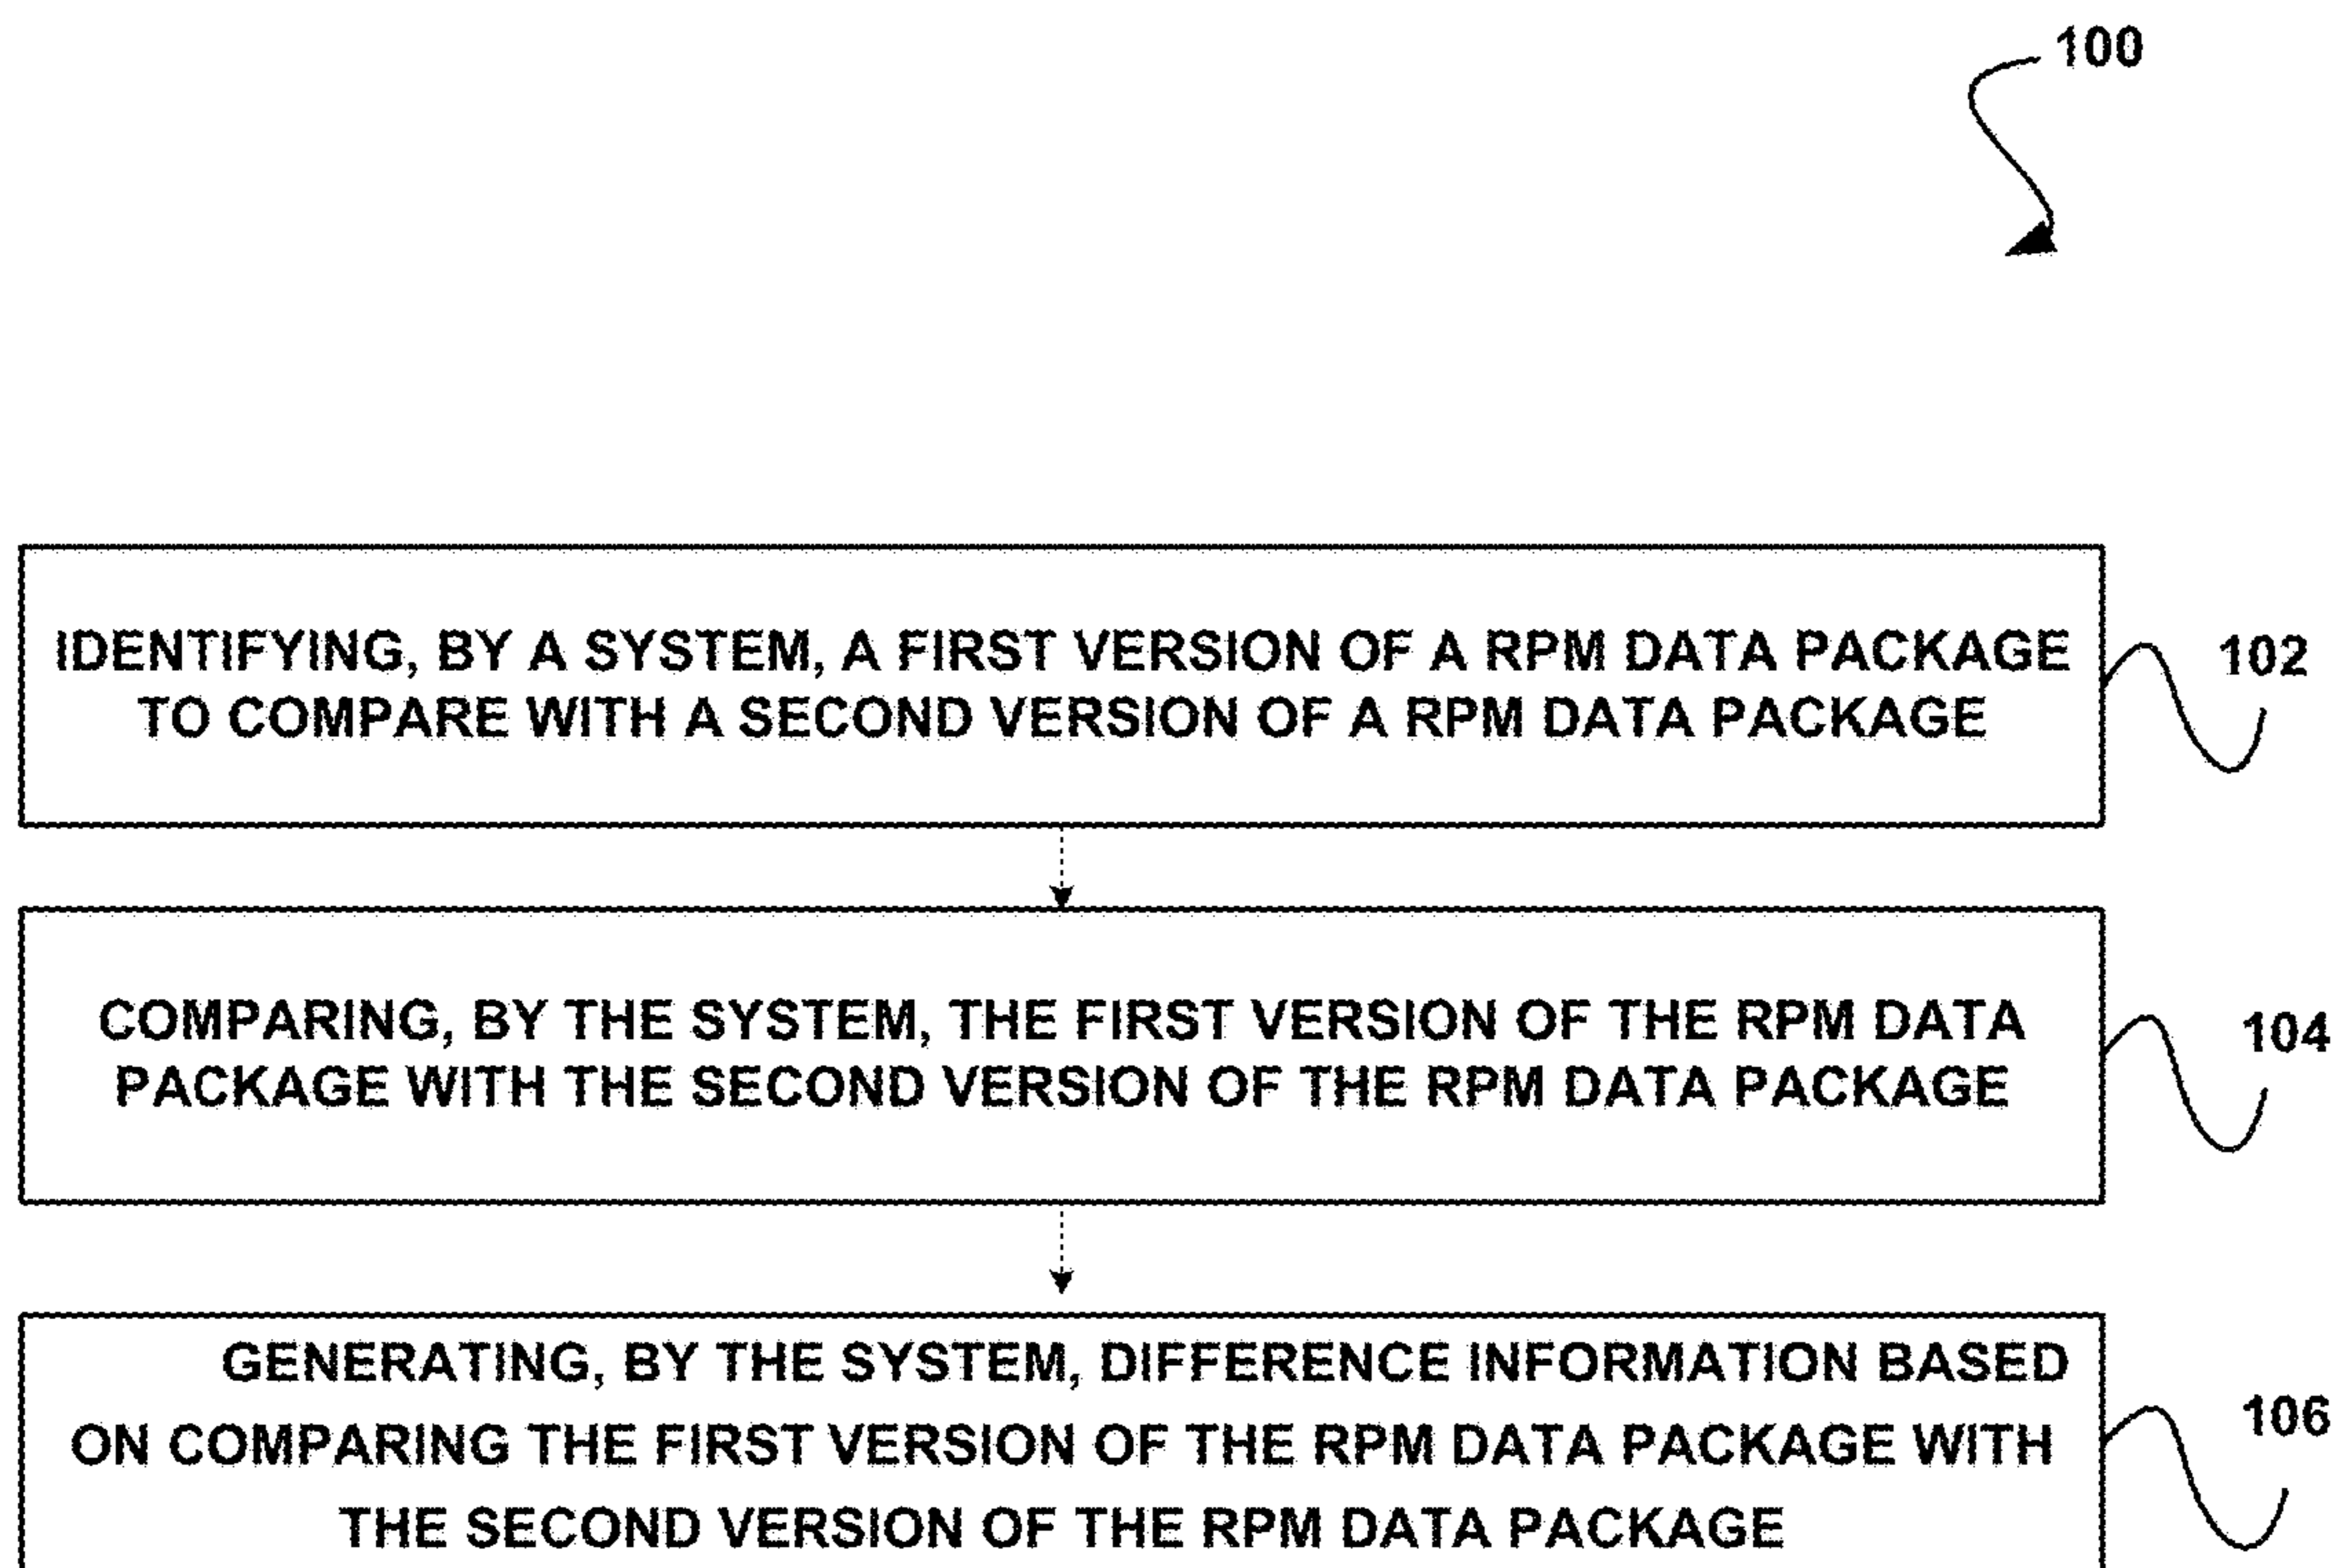 100
IDENTIFYING, BY A SYSTEM, A FIRST VERSION OF A RPM DATA PACKAGE
TO COMPARE WITH A SECOND VERSION OF A RPM DATA PACKAGE
102
COMPARING, BY THE SYSTEM, THE FIRST VERSION OF THE RPM DATA
PACKAGE WITH THE SECOND VERSION OF THE RPM DATA PACKAGE
104
GENERATING, BY THE SYSTEM, DIFFERENCE INFORMATION BASED
ON COMPARING THE FIRST VERSION OF THE RPM DATA PACKAGE WITH
THE SECOND VERSION OF THE RPM DATA PACKAGE
106